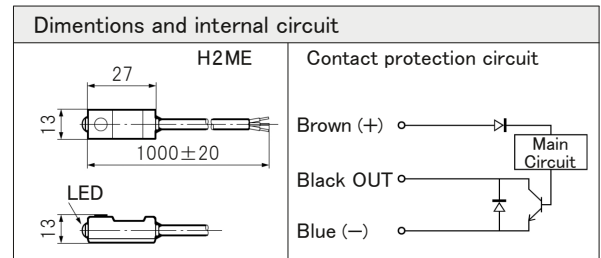 Dimentions and internal circuit
H2ME
27
13
1000±20
LED
13
Contact protection circuit
Brown (+)
Main
Circuit
Black OUT
Blue (−)